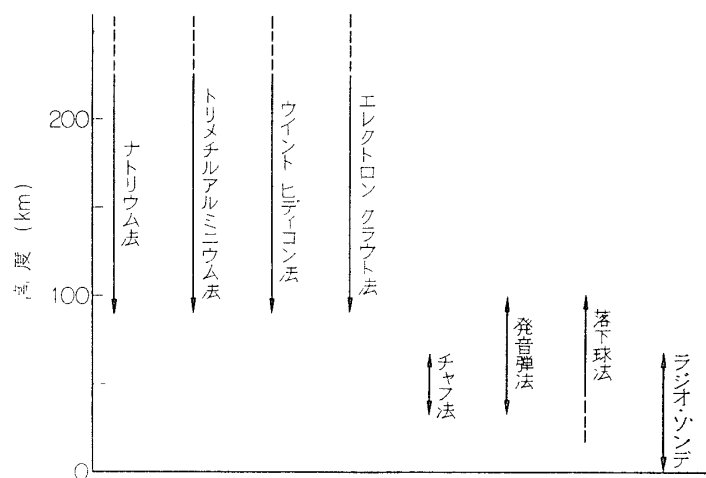 200
100
0
高度 (km)
ナトリウム法
トリメチルアルミニウム法
ウイント ヒディコン法
エレクトロン クラウト法
チャフ法
発音弾法
落下球法
ラジオ・ゾンデ